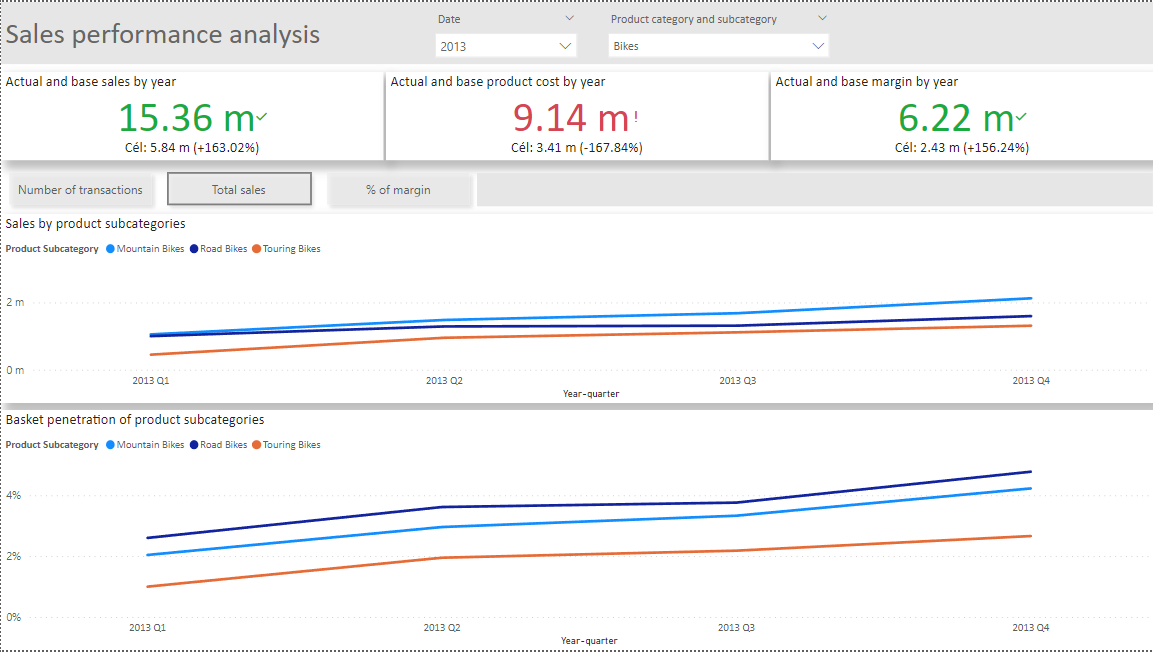 Sales performance analysis
Date
2013
Product category and subcategory
Bikes
Actual and base sales by year
15.36 m
Cél: 5.84 m (+163.02%)
Actual and base product cost by year
9.14 m!
Cél: 3.41 m (-167.84%)
Actual and base margin by year
6.22 m
Cél: 2.43 m (+156.24%)
Number of transactions
Total sales
% of margin
Sales by product subcategories
Product Subcategory Mountain Bikes Road Bikes Touring Bikes
2 m
0 m
2013 Q1 2013 Q2 2013 Q3 2013 Q4
Year-quarter
Basket penetration of product subcategories
Product Subcategory Mountain Bikes Road Bikes Touring Bikes
4%
2%
0%
2013 Q1 2013 Q2 2013 Q3 2013 Q4
Year-quarter